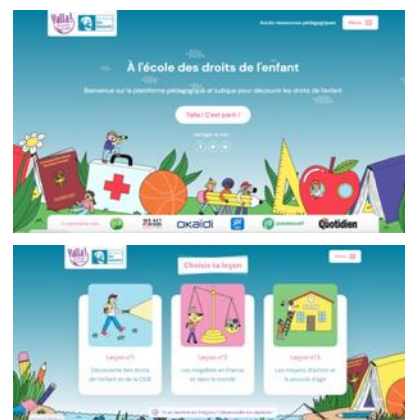 Yalla!
Accès ressources pédagogiques
Menu
À l'école des droits de l'enfant
Bienvenue sur la plateforme pédagogique et ludique pour découvrir les droits de l'enfant
Yalla ! C'est parti !
Partager le site
okaïdi
Quotidien
Yalla!
Choisis ta leçon
Menu
Leçon n°1
Découverte des droits
de l'enfant et de la CIDE
Leçon n°2
Les inégalités en France
et dans le monde
Leçon n°3
Les moyens d'action et
le pouvoir d'agir